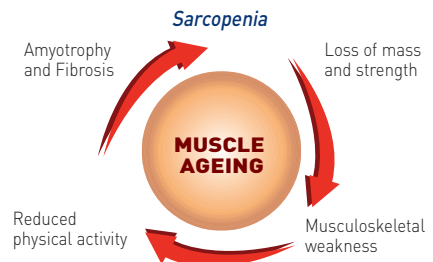 Sarcopenia
Amyotrophy
and Fibrosis
Loss of mass
and strength
MUSCLE
AGEING
Reduced
physical activity
Musculoskeletal
weakness